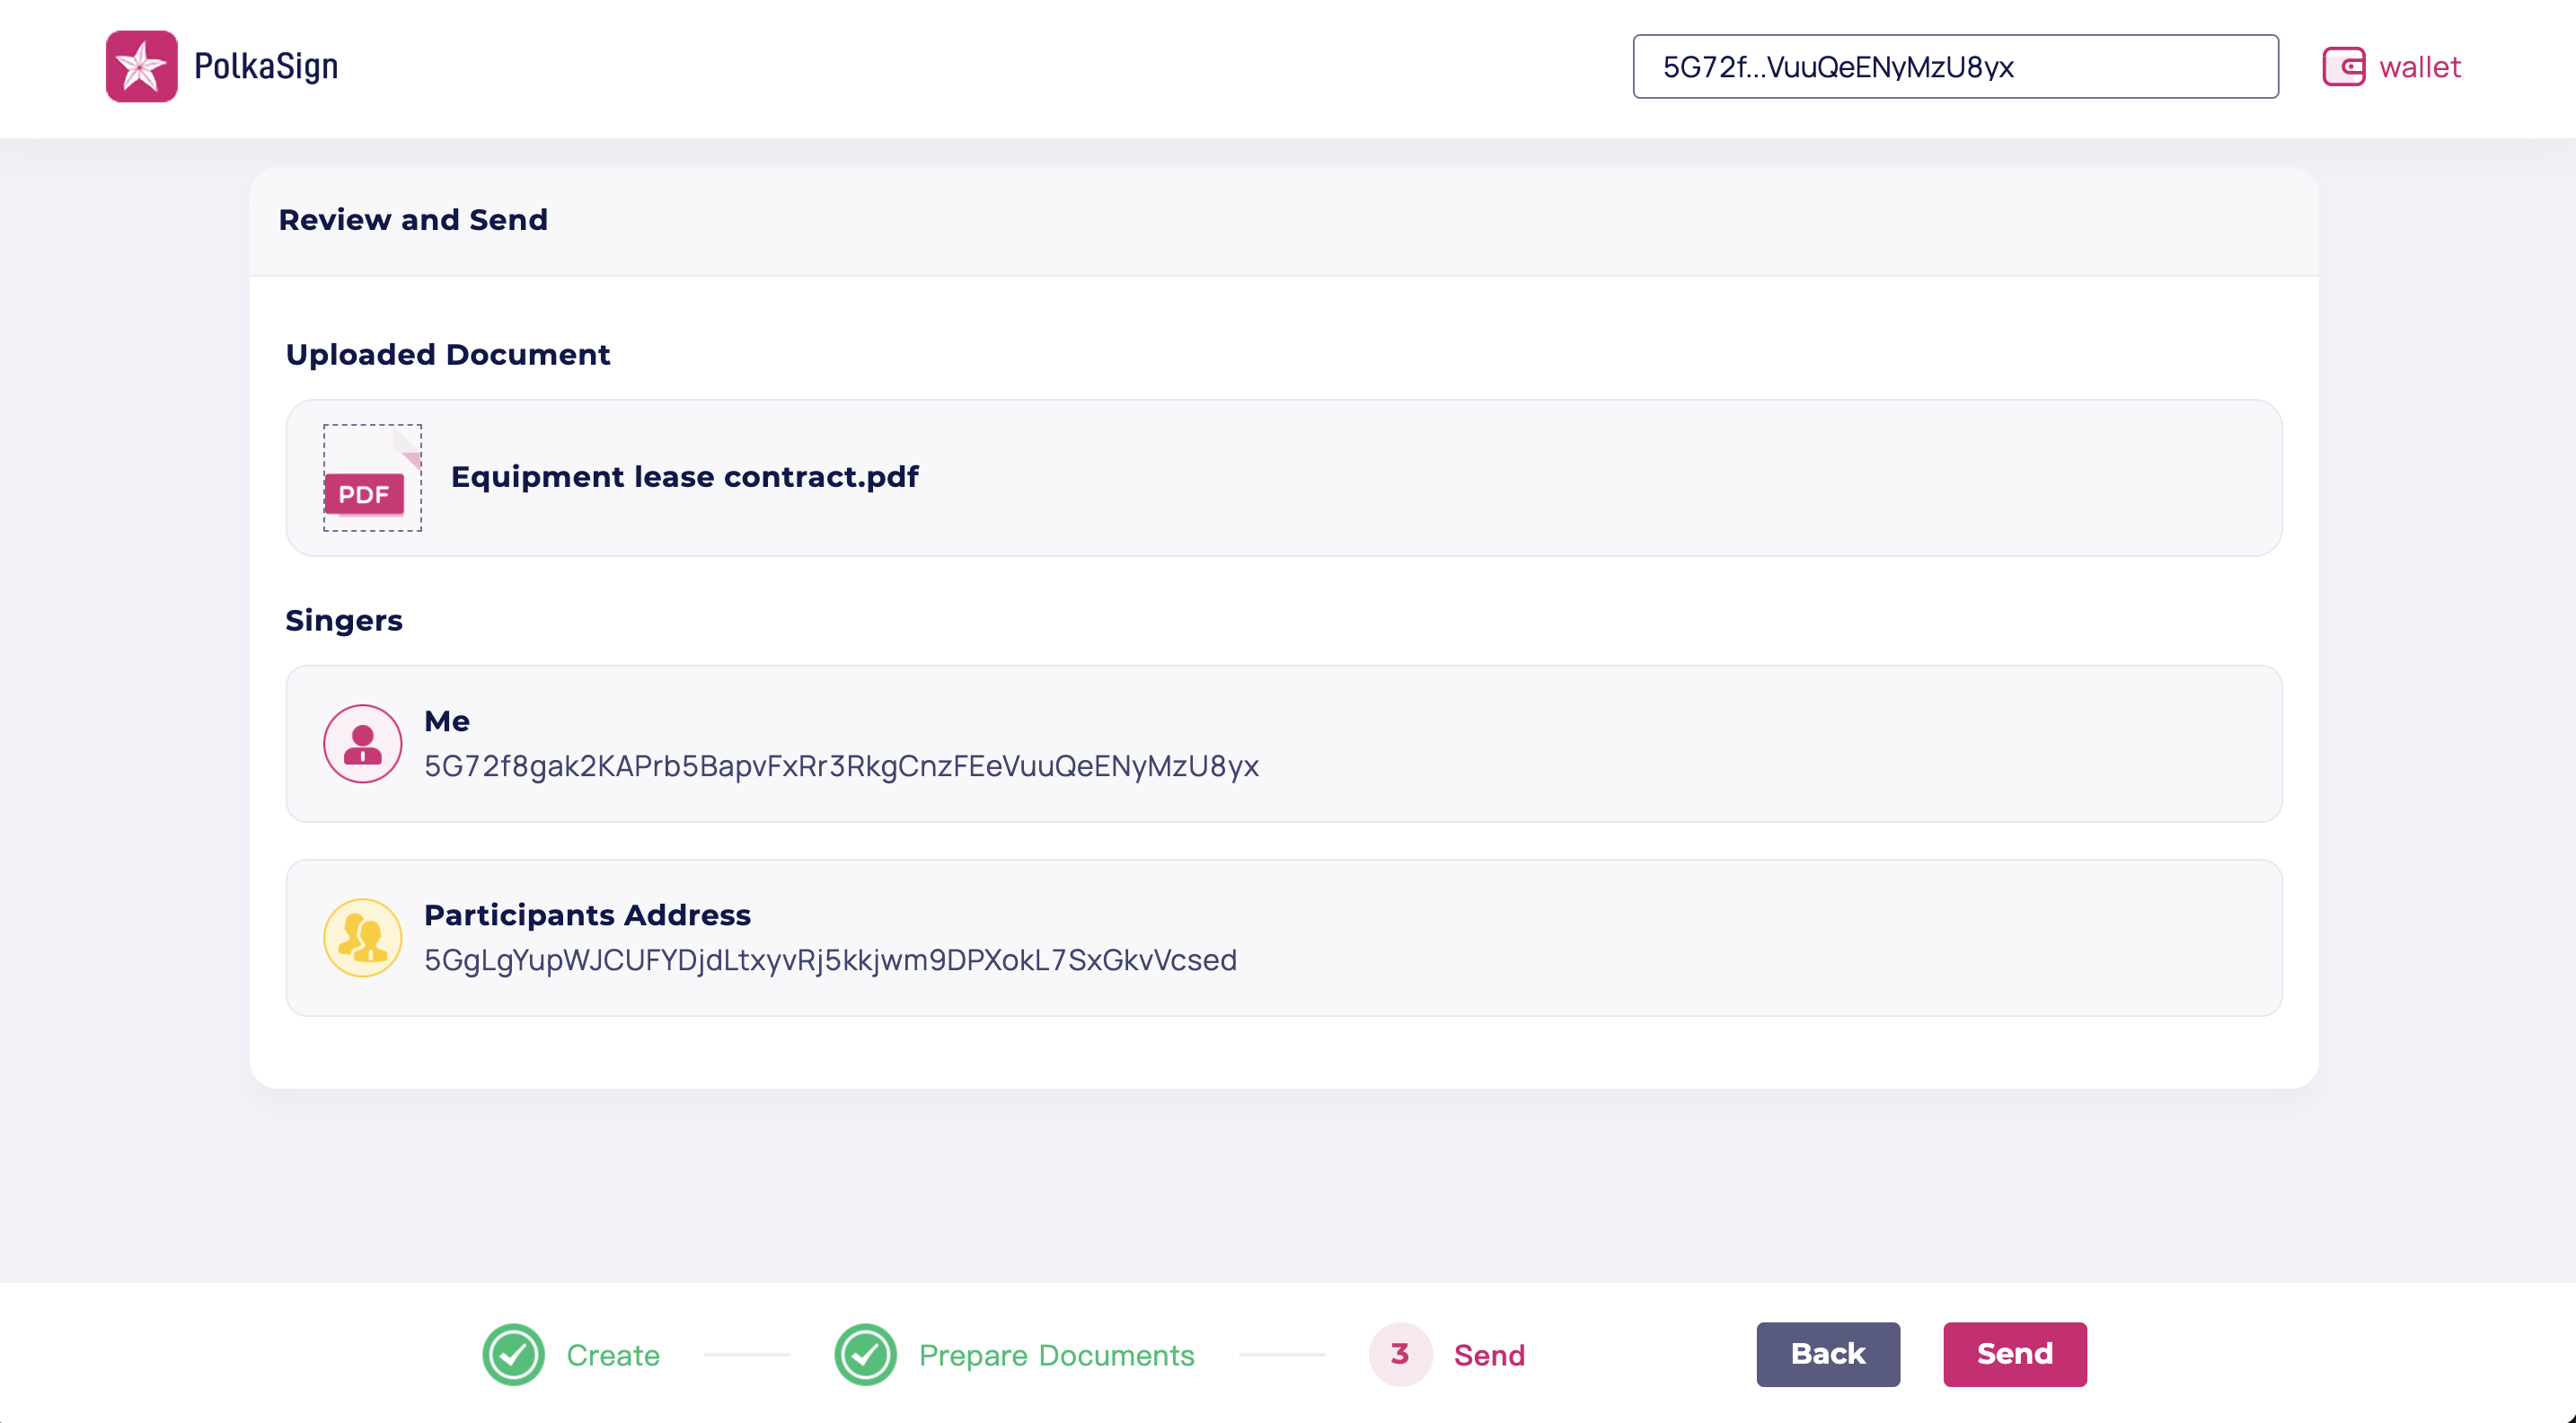 PolkaSign
5G72f...VuuQeENyMzU8yx
wallet
Review and Send
Uploaded Document
PDF
Equipment lease contract.pdf
Singers
Me
5G72f8gak2KAPrb5BapvFxRr3RkgCnzFEeVuuQeENyMzU8yx
Participants Address
5GgLgYupWJCUFYDjdLtxyvRj5kkjwm9DPXokL7SxGkvVcsed
Create
Prepare Documents
3
Send
Back
Send